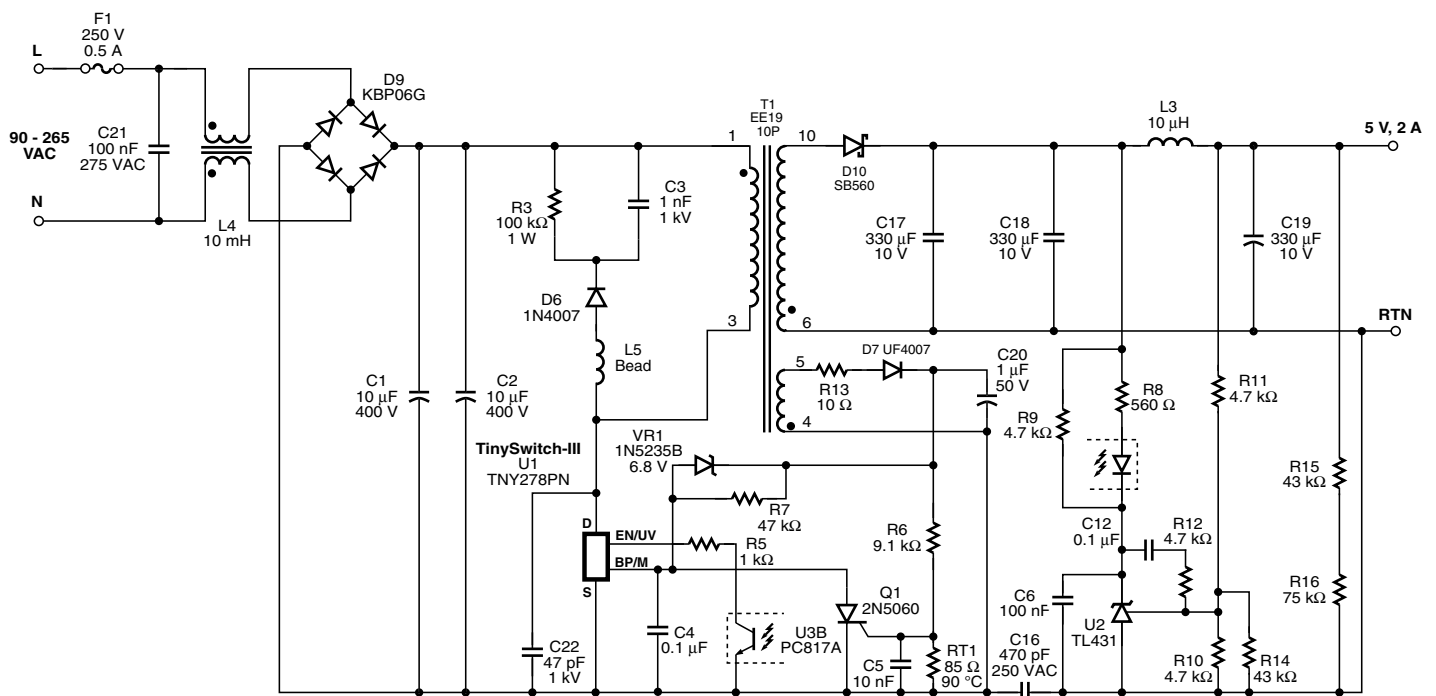 F1
250 V
0.5 A
L
90 - 265
VAC
N
C21
100 nF
275 VAC
L4
10 mH
D9
KBP06G
C1
10 µF
400 V
C2
10 µF
400 V
R3
100 kΩ
1 W
C3
1 nF
1 kV
D6
1N4007
L5
Bead
TinySwitch-III
U1
TNY278PN
D
S
EN/UV
BP/M
C22
47 pF
1 kV
VR1
1N5235B
6.8 V
R7
47 kΩ
R5
1 kΩ
C4
0.1 µF
U3B
PC817A
Q1
2N5060
R6
9.1 kΩ
C5
10 nF
RT1
85 Ω
90 °C
T1
EE19
10P
1
3
10
6
5
4
D10
SB560
R13
10 Ω
D7 UF4007
C20
1 µF
50 V
C17
330 µF
10 V
C18
330 µF
10 V
L3
10 µH
C19
330 µF
10 V
5 V, 2 A
RTN
R9
4.7 kΩ
R8
560 Ω
R11
4.7 kΩ
R15
43 kΩ
R16
75 kΩ
C12
0.1 µF
R12
4.7 kΩ
C6
100 nF
U2
TL431
C16
470 pF
250 VAC
R10
4.7 kΩ
R14
43 kΩ